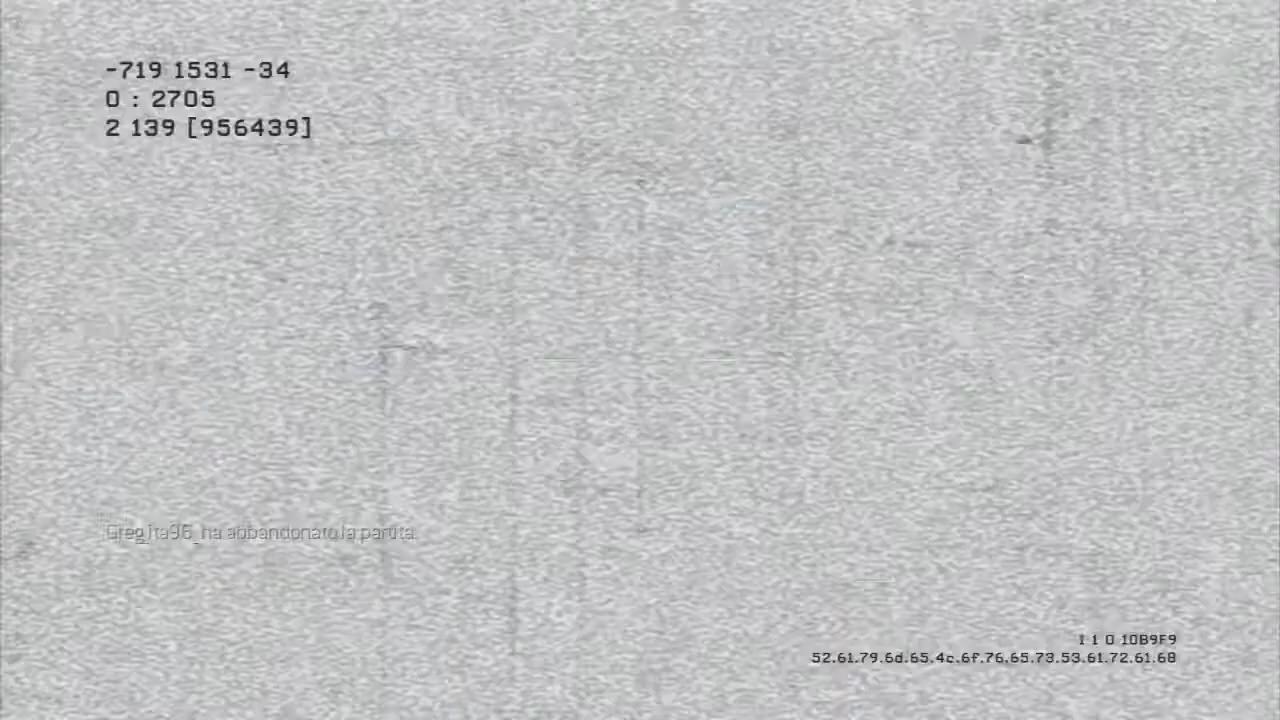 -719 1531 -34
0 : 2705
2 139 [956439]
Greg_ita96_ ha abbandonato la partita.
1 1 0 10B9F9
52.61.79.6d.65.4c.6f.76.65.73.53.61.72.61.68